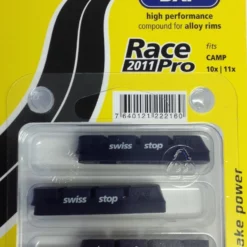 high performance
compound for alloy rims
Race
2011 Pro
fits
CAMP
10x | 11x
7640121222160
swiss stop
swiss stop
ake power